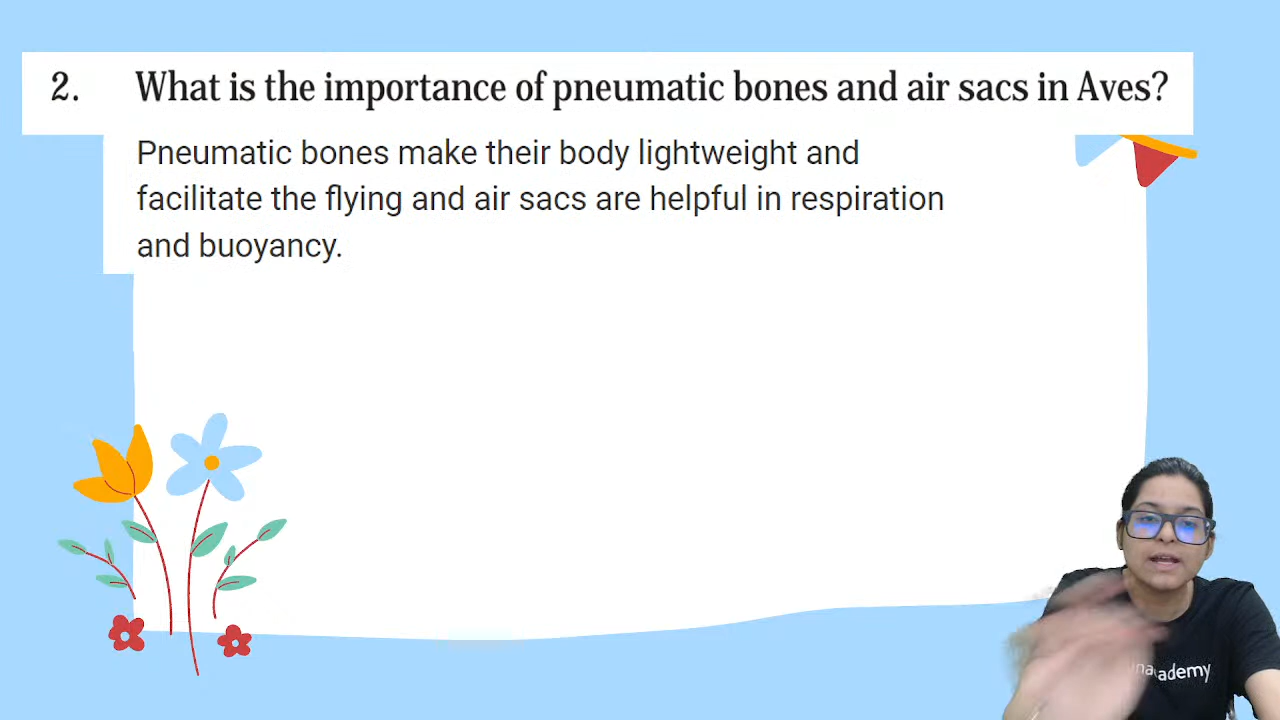 2. What is the importance of pneumatic bones and air sacs in Aves?
Pneumatic bones make their body lightweight and
facilitate the flying and air sacs are helpful in respiration
and buoyancy.